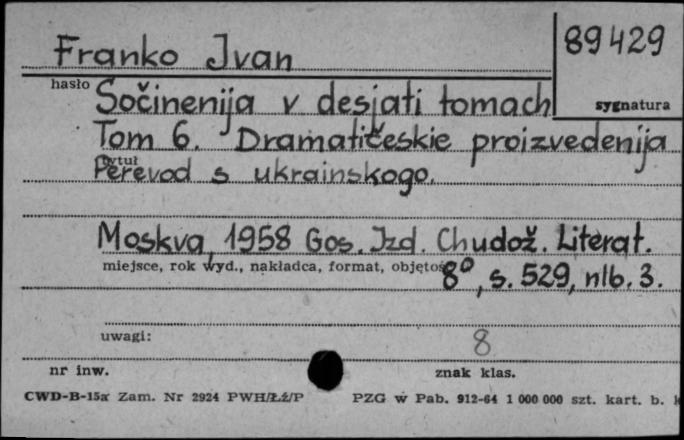 Franko Ivan
89429
hasło
sygnatura
Sočinenija v desjati tomach
Tom 6. Dramatičeskie proizvedenija
tytuł
Perevod s ukrainskogo.
Moskva, 1958 Gos. Izd. Chudož. Literat.
miejsce, rok wyd., nakładca, format, objętość
8°, s. 529, nlb. 3.
uwagi:
8
nr inw.
znak klas.
CWD-B-15a Zam. Nr 2924 PWH/Łź/P PZG w Pab. 912-64 1 000 000 szt. kart. b.